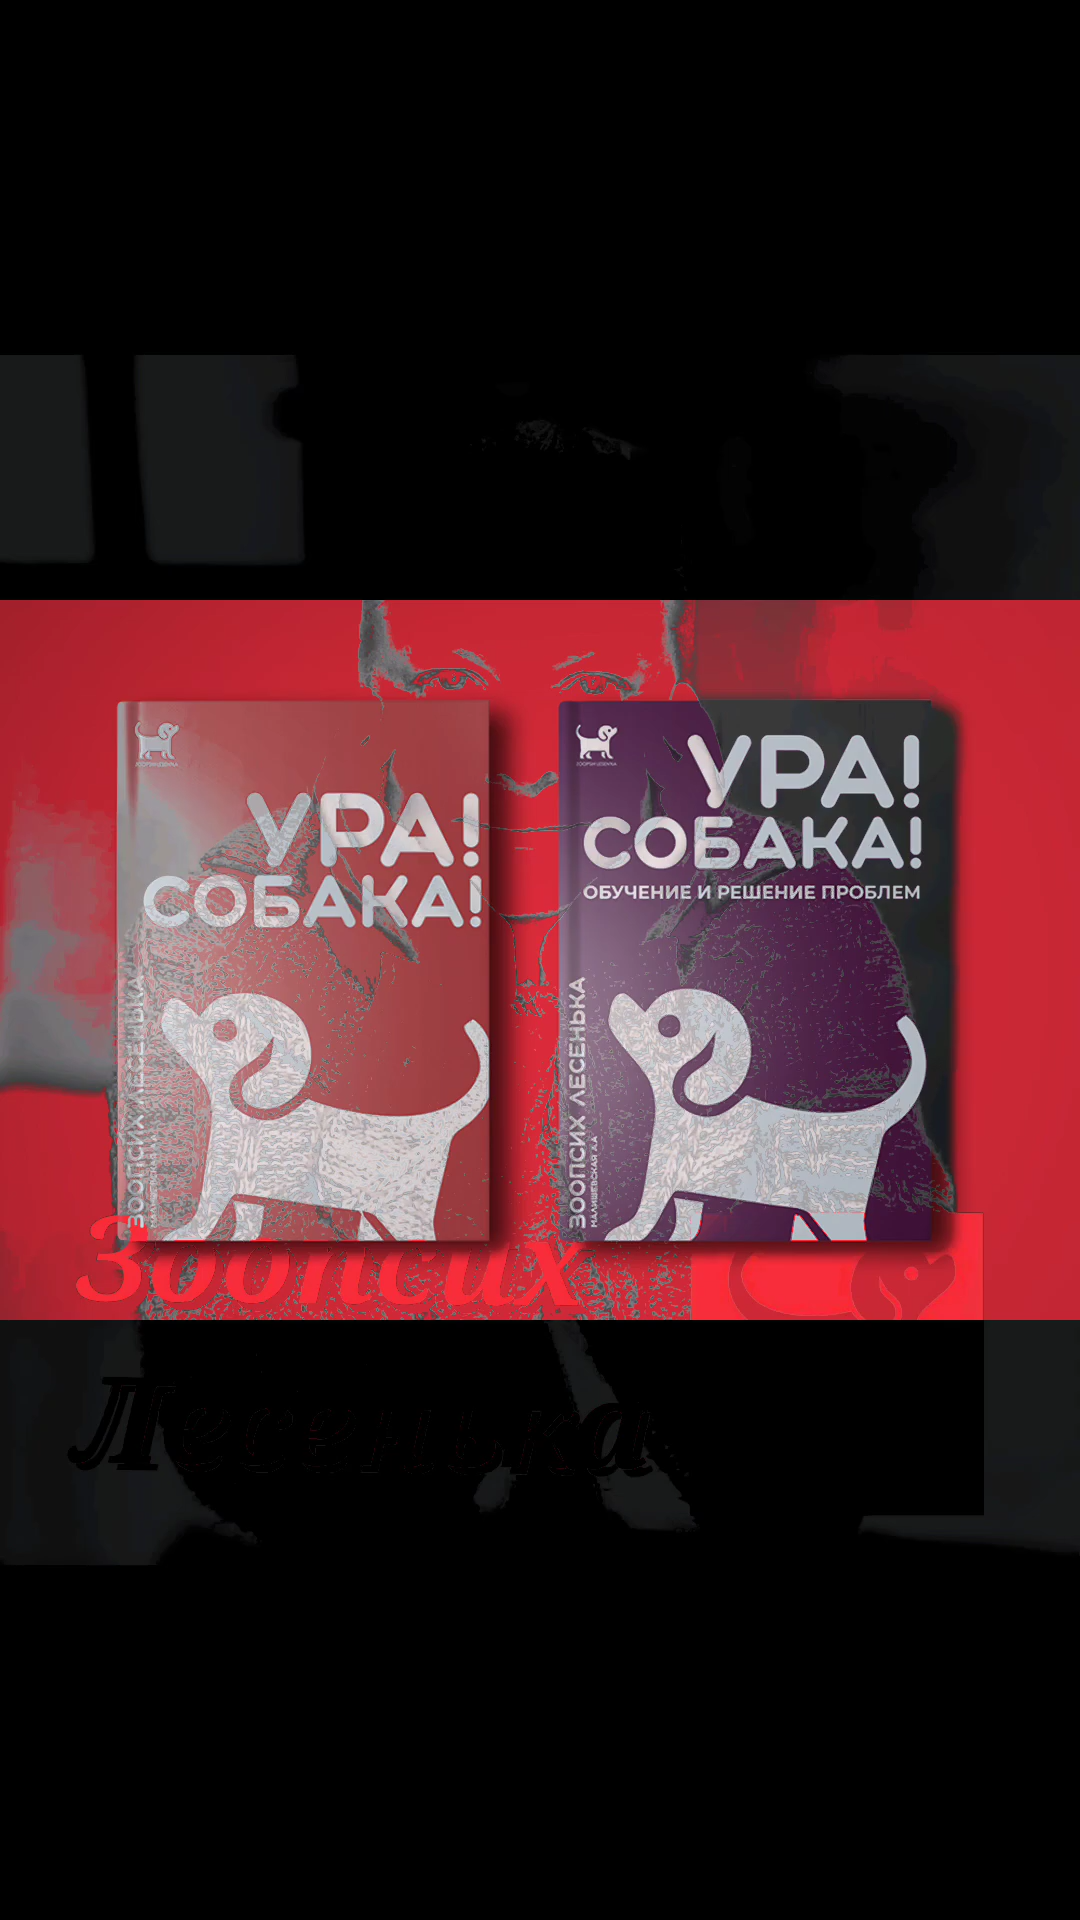 УРА!
СОБАКА!
ЗООПСИХ ЛЕСЕНЬКА
УРА!
СОБАКА!
ОБУЧЕНИЕ И РЕШЕНИЕ ПРОБЛЕМ
ЗООПСИХ ЛЕСЕНЬКА
МАЛИШЕВСКАЯ А.А
Зоопсих
Лесенька